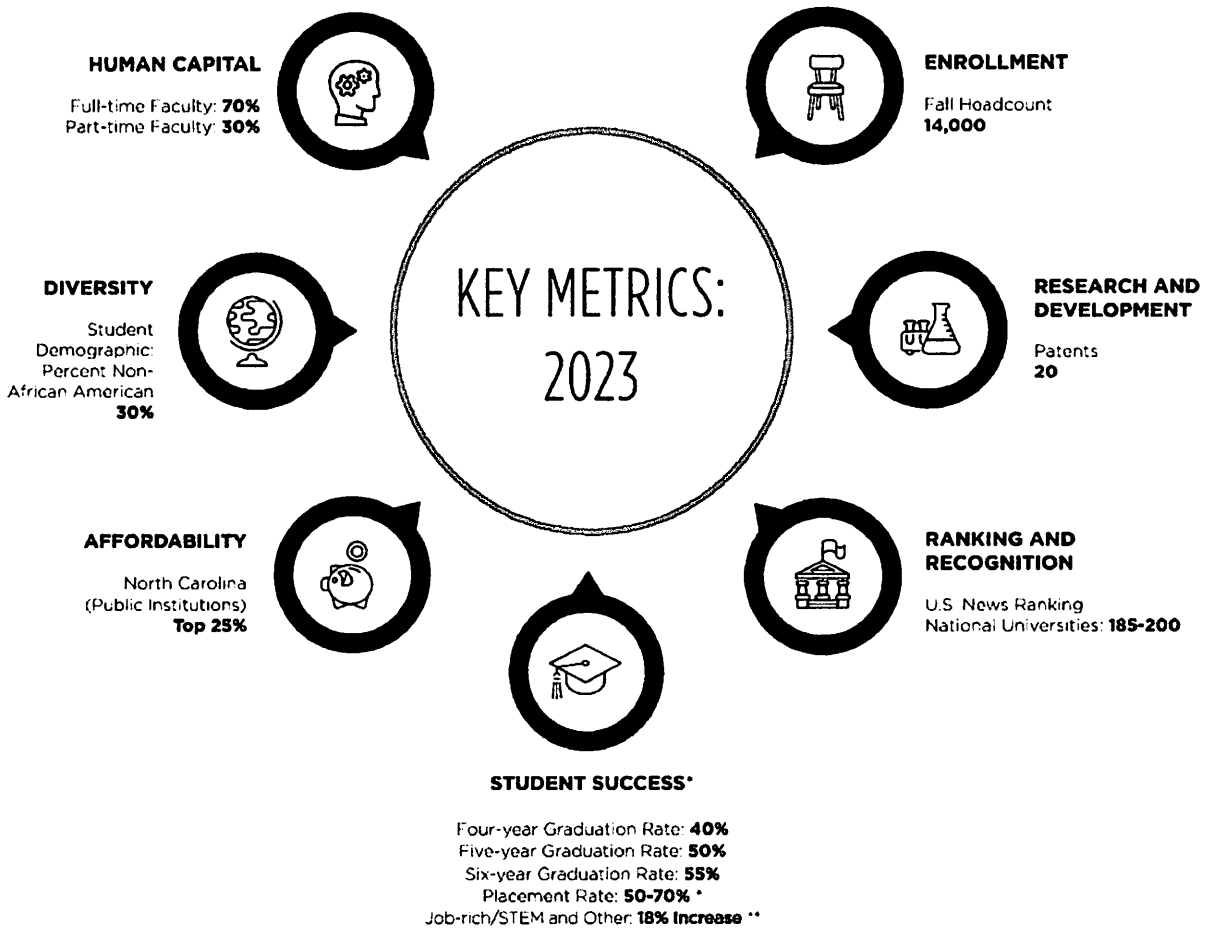 HUMAN CAPITAL
Full-time Faculty: 70%
Part-time Faculty: 30%
ENROLLMENT
Fall Headcount
14,000
KEY METRICS:
2023
DIVERSITY
Student
Demographic:
Percent Non-
African American
30%
RESEARCH AND
DEVELOPMENT
Patents
20
AFFORDABILITY
North Carolina
(Public Institutions)
Top 25%
RANKING AND
RECOGNITION
U.S. News Ranking
National Universities: 185-200
STUDENT SUCCESS*
Four-year Graduation Rate: 40%
Five-year Graduation Rate: 50%
Six-year Graduation Rate: 55%
Placement Rate: 50-70% *
Job-rich/STEM and Other: 18% Increase **